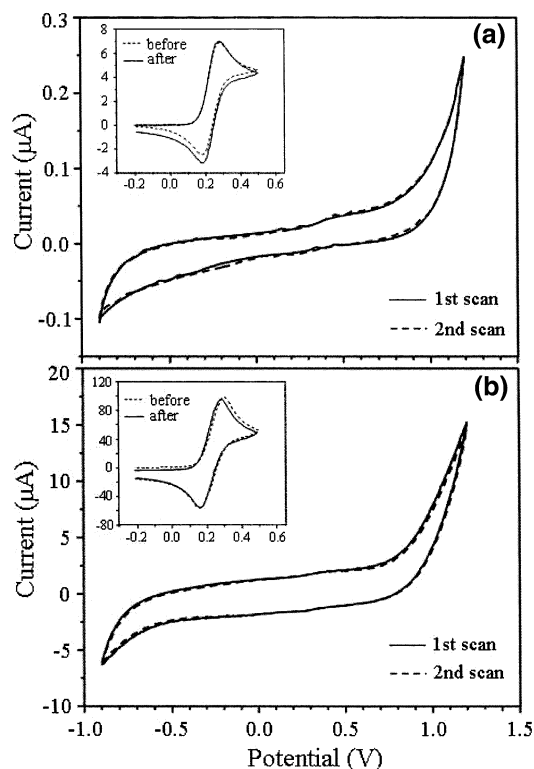 (a)
0.3
0.2
0.1
0.0
-0.1
Current (μA)
8
6
4
2
0
-2
-4
before
after
-0.2 0.0 0.2 0.4 0.6
1st scan
2nd scan
(b)
20
15
10
5
0
-5
-10
Current (μA)
120
80
40
0
-40
-80
before
after
-0.2 0.0 0.2 0.4 0.6
1st scan
2nd scan
-1.0 -0.5 0.0 0.5 1.0 1.5
Potential (V)